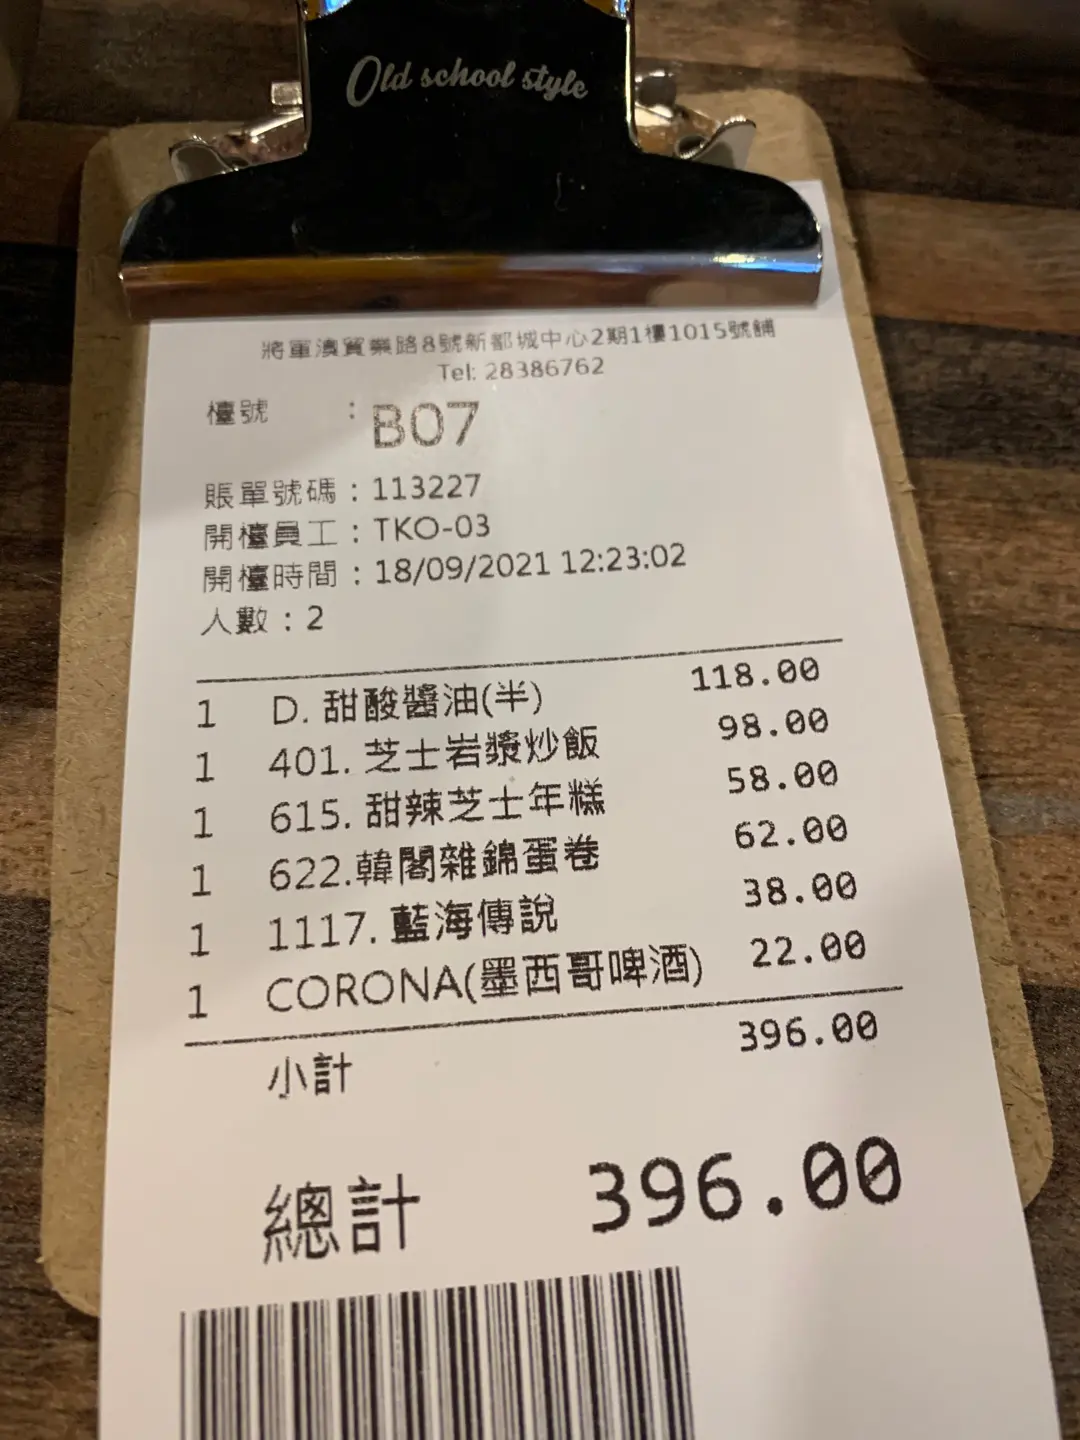 Old school style
將軍澳貿業路8號新都城中心2期1樓1015號舖
Tel: 28386762
檯號 : B07
賬單號碼 : 113227
開檯員工 : TKO-03
開檯時間 : 18/09/2021 12:23:02
人數 : 2
1 D. 甜酸醬油(半) 118.00
1 401. 芝士岩漿炒飯 98.00
1 615. 甜辣芝士年糕 58.00
1 622.韓閣雜錦蛋卷 62.00
1 1117. 藍海傳說 38.00
1 CORONA(墨西哥啤酒) 22.00
小計 396.00
總計 396.00